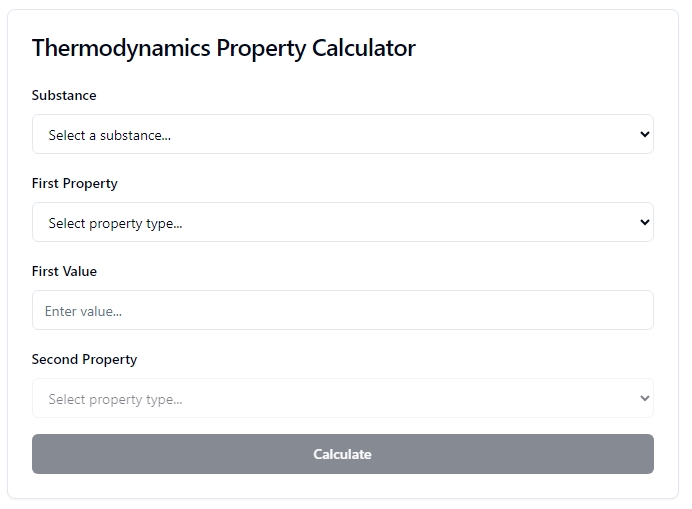 Thermodynamics Property Calculator
Substance
Select a substance...
First Property
Select property type...
First Value
Enter value...
Second Property
Select property type...
Calculate